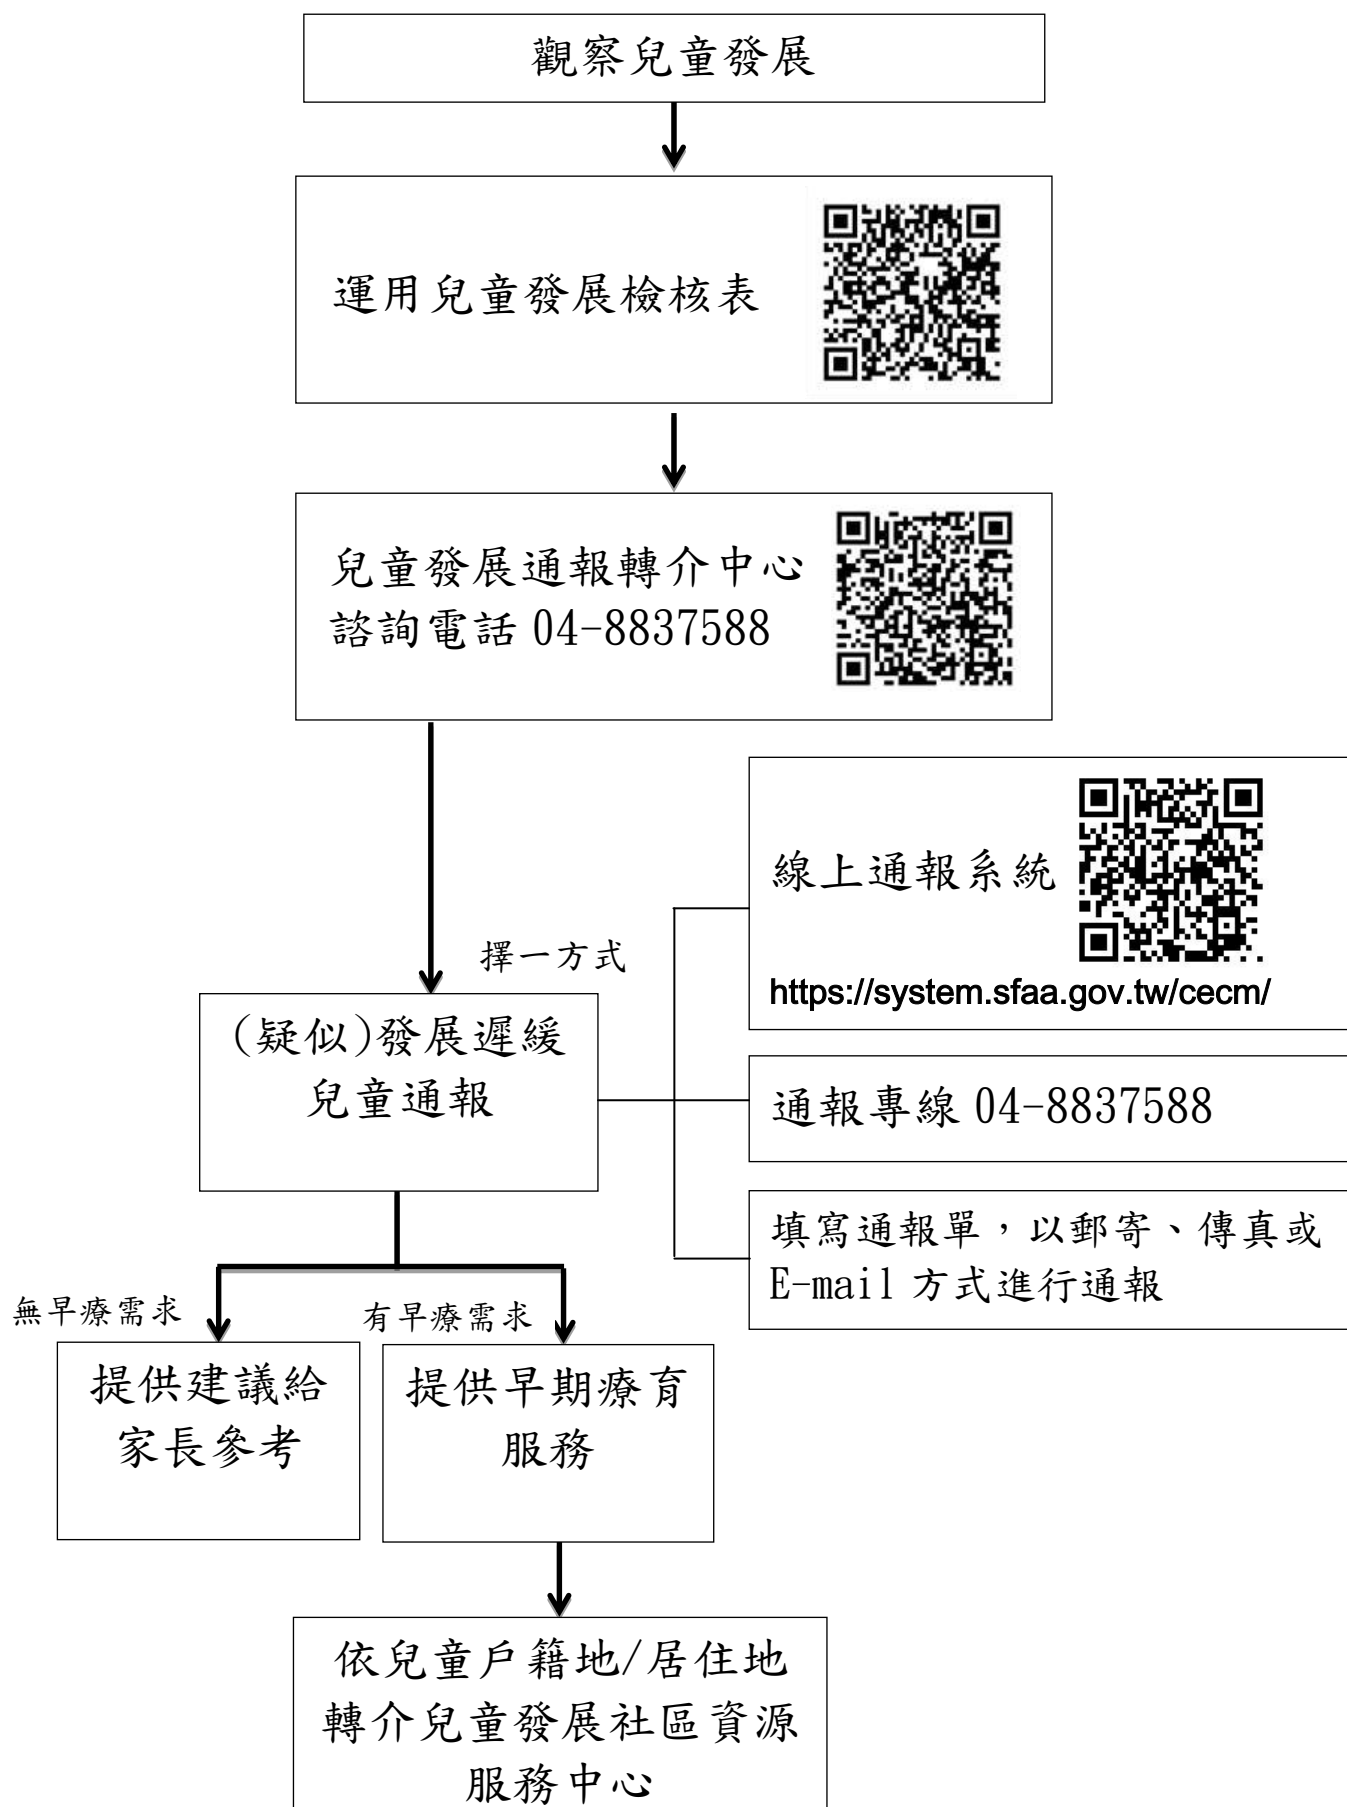 觀察兒童發展
運用兒童發展檢核表
兒童發展通報轉介中心
諮詢電話 04-8837588
線上通報系統
https://system.sfaa.gov.tw/cecm/
擇一方式
(疑似)發展遲緩
兒童通報
通報專線 04-8837588
填寫通報單，以郵寄、傳真或
E-mail 方式進行通報
無早療需求
有早療需求
提供建議給
家長參考
提供早期療育
服務
依兒童戶籍地/居住地
轉介兒童發展社區資源
服務中心